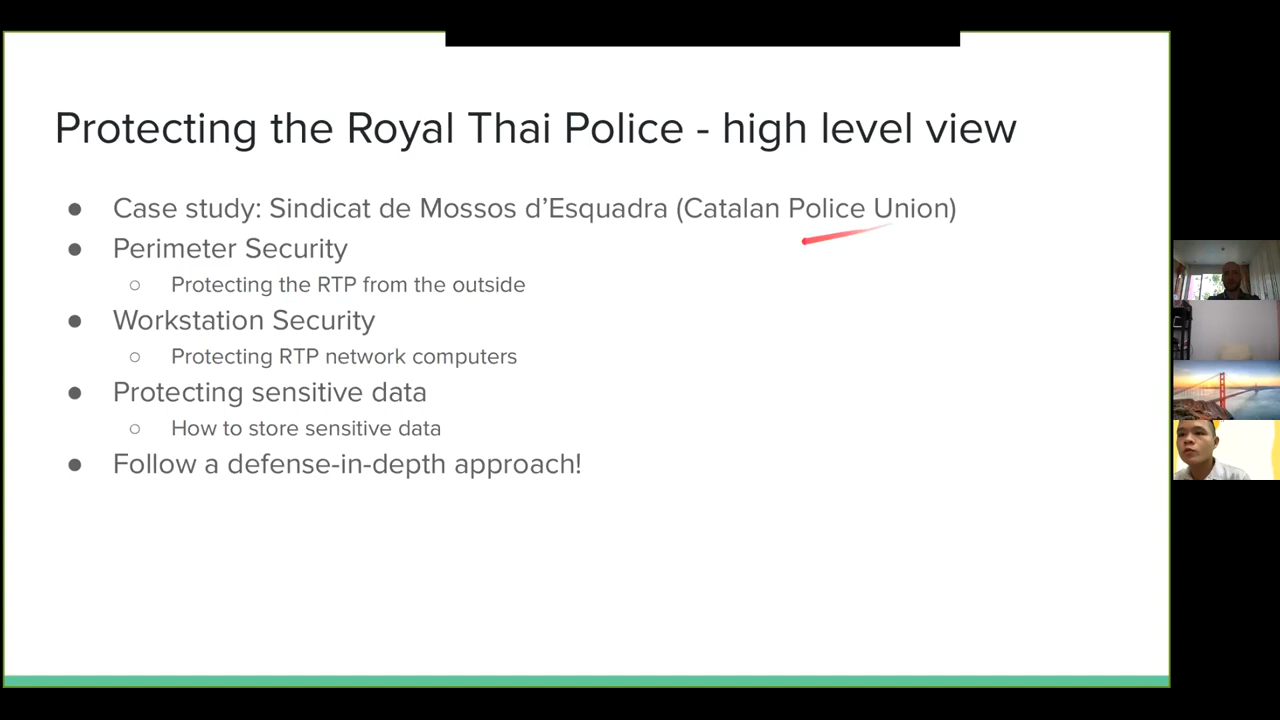 Protecting the Royal Thai Police - high level view
● Case study: Sindicat de Mossos d’Esquadra (Catalan Police Union)
● Perimeter Security
○ Protecting the RTP from the outside
● Workstation Security
○ Protecting RTP network computers
● Protecting sensitive data
○ How to store sensitive data
● Follow a defense-in-depth approach!